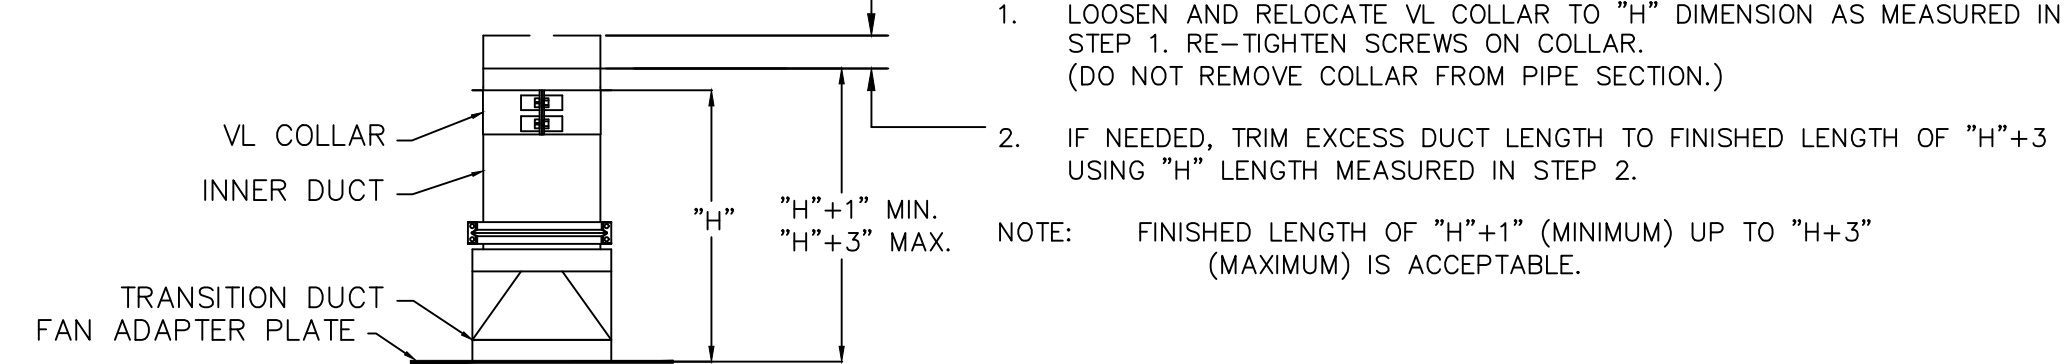 1. LOOSEN AND RELOCATE VL COLLAR TO "H" DIMENSION AS MEASURED IN
STEP 1. RE-TIGHTEN SCREWS ON COLLAR.
(DO NOT REMOVE COLLAR FROM PIPE SECTION.)
2. IF NEEDED, TRIM EXCESS DUCT LENGTH TO FINISHED LENGTH OF "H"+3
USING "H" LENGTH MEASURED IN STEP 2.
NOTE: FINISHED LENGTH OF "H"+1" (MINIMUM) UP TO "H+3"
(MAXIMUM) IS ACCEPTABLE.
VL COLLAR
INNER DUCT
TRANSITION DUCT
FAN ADAPTER PLATE
"H"
"H"+1" MIN.
"H"+3" MAX.